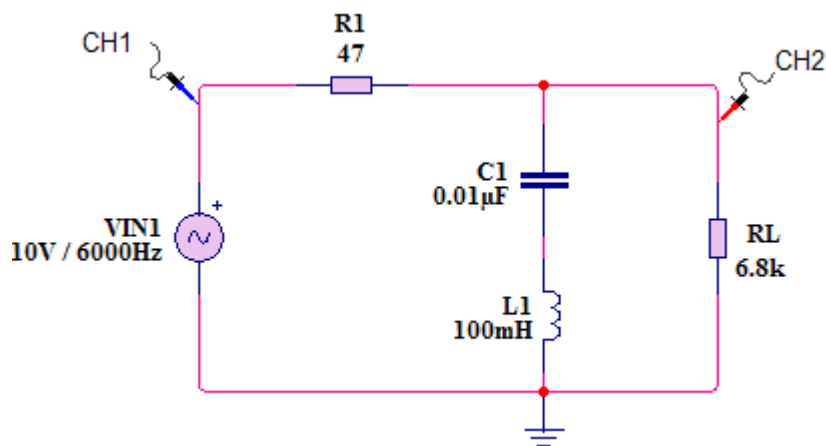 R1
47
CH1
CH2
C1
0.01µF
VIN1
10V / 6000Hz
+
RL
6.8k
L1
100mH